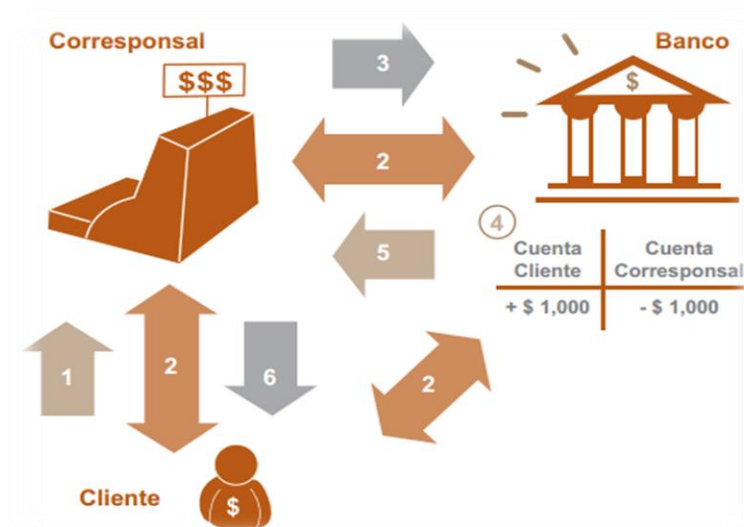 Corresponsal
$$$
3
Banco
$
2
4
5
Cuenta Cliente
Cuenta Corresponsal
+ $ 1,000
- $ 1,000
1
2
6
2
Cliente
$